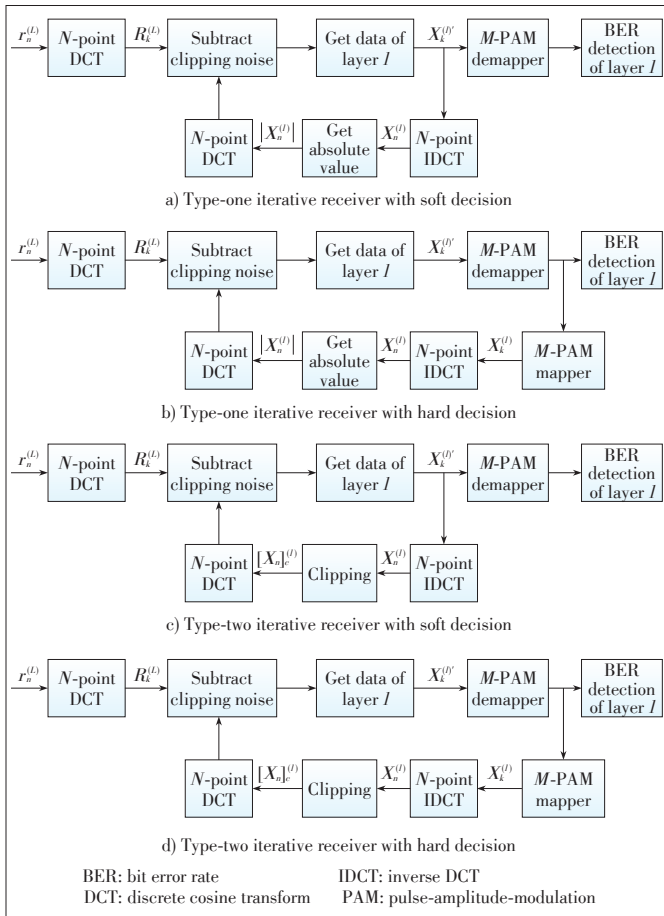 r_n^{(L)} N-point DCT R_k^{(L)} Subtract clipping noise Get data of layer l X_k^{(l)'} M-PAM demapper BER detection of layer l
N-point DCT |X_n^{(l)}| Get absolute value X_n^{(l)} N-point IDCT
a) Type-one iterative receiver with soft decision
r_n^{(L)} N-point DCT R_k^{(L)} Subtract clipping noise Get data of layer l X_k^{(l)'} M-PAM demapper BER detection of layer l
N-point DCT |X_n^{(l)}| Get absolute value X_n^{(l)} N-point IDCT X_k^{(l)} M-PAM mapper
b) Type-one iterative receiver with hard decision
r_n^{(L)} N-point DCT R_k^{(L)} Subtract clipping noise Get data of layer l X_k^{(l)'} M-PAM demapper BER detection of layer l
N-point DCT [X_n]_c^{(l)} Clipping X_n^{(l)} N-point IDCT
c) Type-two iterative receiver with soft decision
r_n^{(L)} N-point DCT R_k^{(L)} Subtract clipping noise Get data of layer l X_k^{(l)'} M-PAM demapper BER detection of layer l
N-point DCT [X_n]_c^{(l)} Clipping X_n^{(l)} N-point IDCT X_k^{(l)} M-PAM mapper
d) Type-two iterative receiver with hard decision
BER: bit error rate IDCT: inverse DCT
DCT: discrete cosine transform PAM: pulse-amplitude-modulation